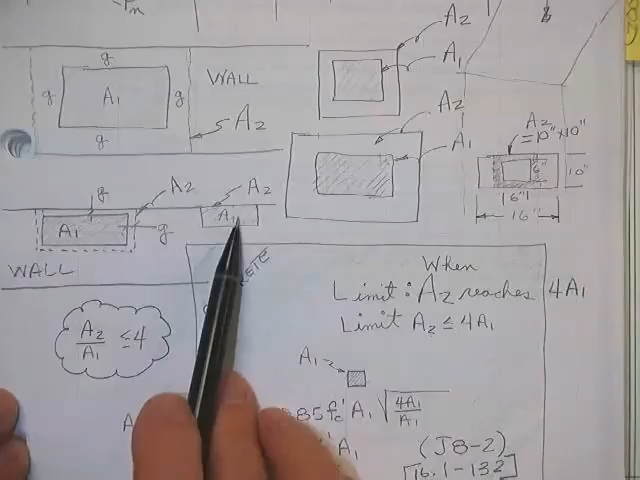 Pn
g
g A1 g
g
WALL
A2
A2
A1
A2
A1
A2
= 10" x 10"
6"
10"
6"
16"
g
A2
A1
g
WALL
A2
A1
When
Limit: A2 reaches 4A1
Limit A2 ≤ 4A1
A2/A1 ≤ 4
A1
.85 f'c A1 √4A1/A1
A1
(J8-2)
16.1-132